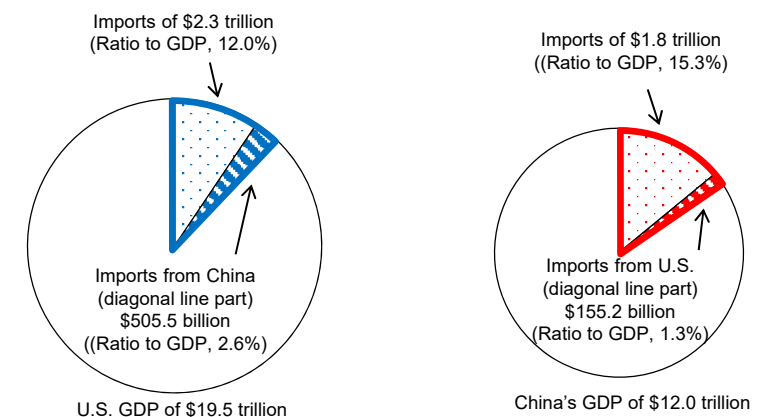 Imports of $2.3 trillion
(Ratio to GDP, 12.0%)
Imports from China
(diagonal line part)
$505.5 billion
((Ratio to GDP, 2.6%)
U.S. GDP of $19.5 trillion
Imports of $1.8 trillion
((Ratio to GDP, 15.3%)
Imports from U.S.
(diagonal line part)
$155.2 billion
(Ratio to GDP, 1.3%)
China's GDP of $12.0 trillion